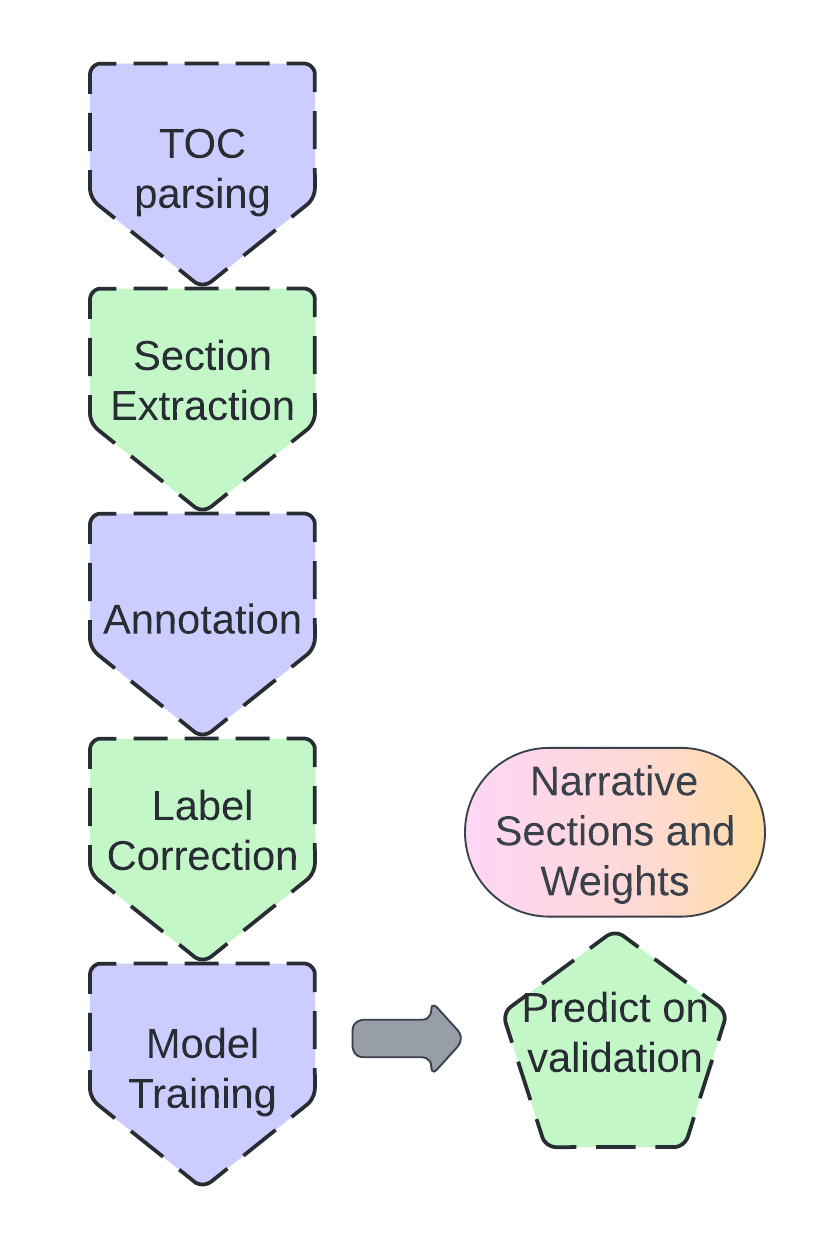 TOC
parsing
Section
Extraction
Annotation
Label
Correction
Model
Training
Narrative
Sections and
Weights
Predict on
validation